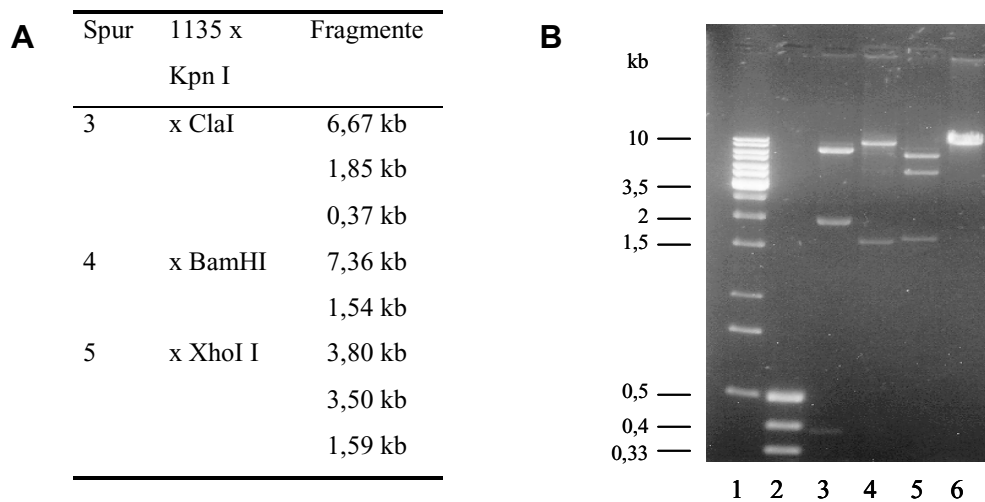 A
Spur 1135 x Fragmente
Kpn I
3 x ClaI 6,67 kb
1,85 kb
0,37 kb
4 x BamHI 7,36 kb
1,54 kb
5 x XhoI I 3,80 kb
3,50 kb
1,59 kb
B
kb
10
3,5
2
1,5
0,5
0,4
0,33
1 2 3 4 5 6